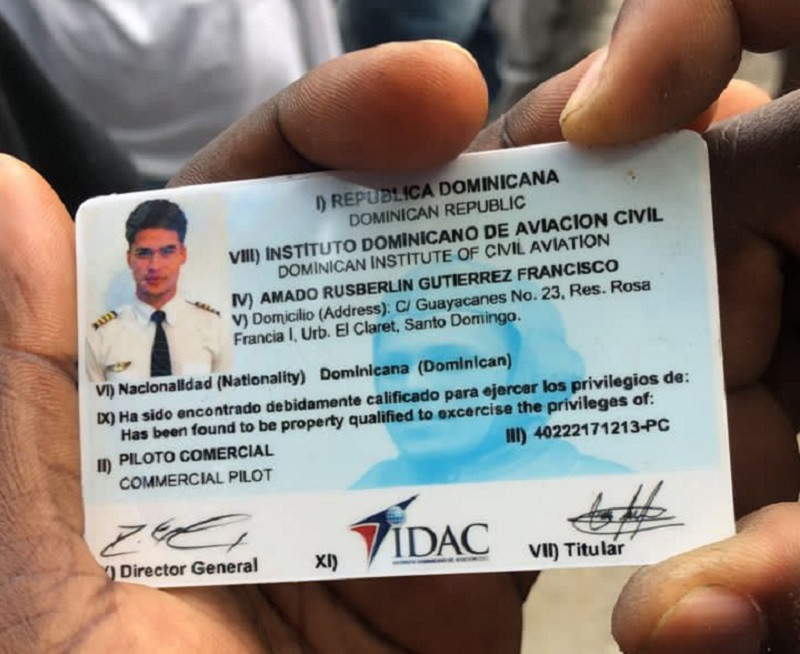 I) REPUBLICA DOMINICANA
DOMINICAN REPUBLIC
VIII) INSTITUTO DOMINICANO DE AVIACION CIVIL
DOMINICAN INSTITUTE OF CIVIL AVIATION
IV) AMADO RUSBERLIN GUTIERREZ FRANCISCO
V) Domicilio (Address): C/ Guayacanes No. 23, Res. Rosa
Francia I, Urb. El Claret, Santo Domingo.
VI) Nacionalidad (Nationality) Dominicana (Dominican)
IX) Ha sido encontrado debidamente calificado para ejercer los privilegios de:
Has been found to be property qualified to excercise the privileges of:
III) 40222171213-PC
II) PILOTO COMERCIAL
COMMERCIAL PILOT
) Director General
XI) IDAC
VII) Titular